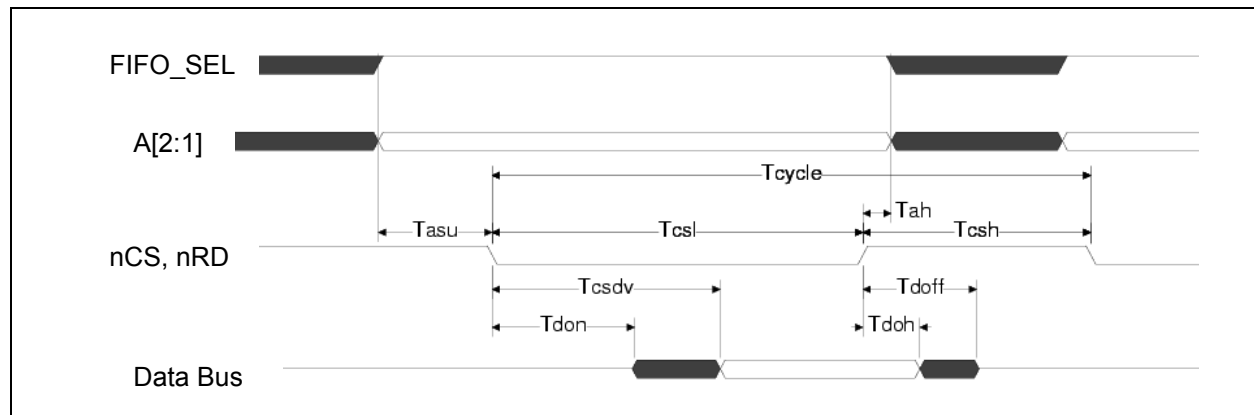 FIFO_SEL
A[2:1]
Tcycle
Tah
Tasu
Tcsl
Tcsh
nCS, nRD
Tcsdv
Tdoff
Tdon
Tdoh
Data Bus